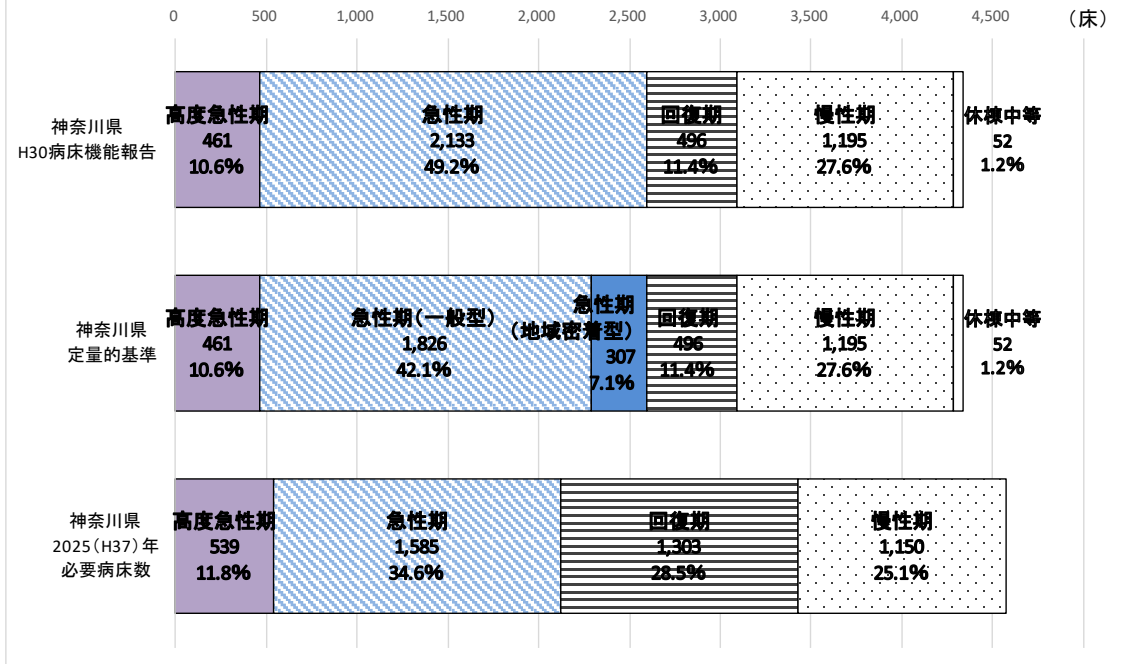 0 500 1,000 1,500 2,000 2,500 3,000 3,500 4,000 4,500 （床）
神奈川県
H30病床機能報告
高度急性期
461
10.6%
急性期
2,133
49.2%
回復期
496
11.4%
慢性期
1,195
27.6%
休棟中等
52
1.2%
神奈川県
定量的基準
高度急性期
461
10.6%
急性期（一般型）
1,826
42.1%
急性期
（地域密着型）
307
7.1%
回復期
496
11.4%
慢性期
1,195
27.6%
休棟中等
52
1.2%
神奈川県
2025（H37）年
必要病床数
高度急性期
539
11.8%
急性期
1,585
34.6%
回復期
1,303
28.5%
慢性期
1,150
25.1%